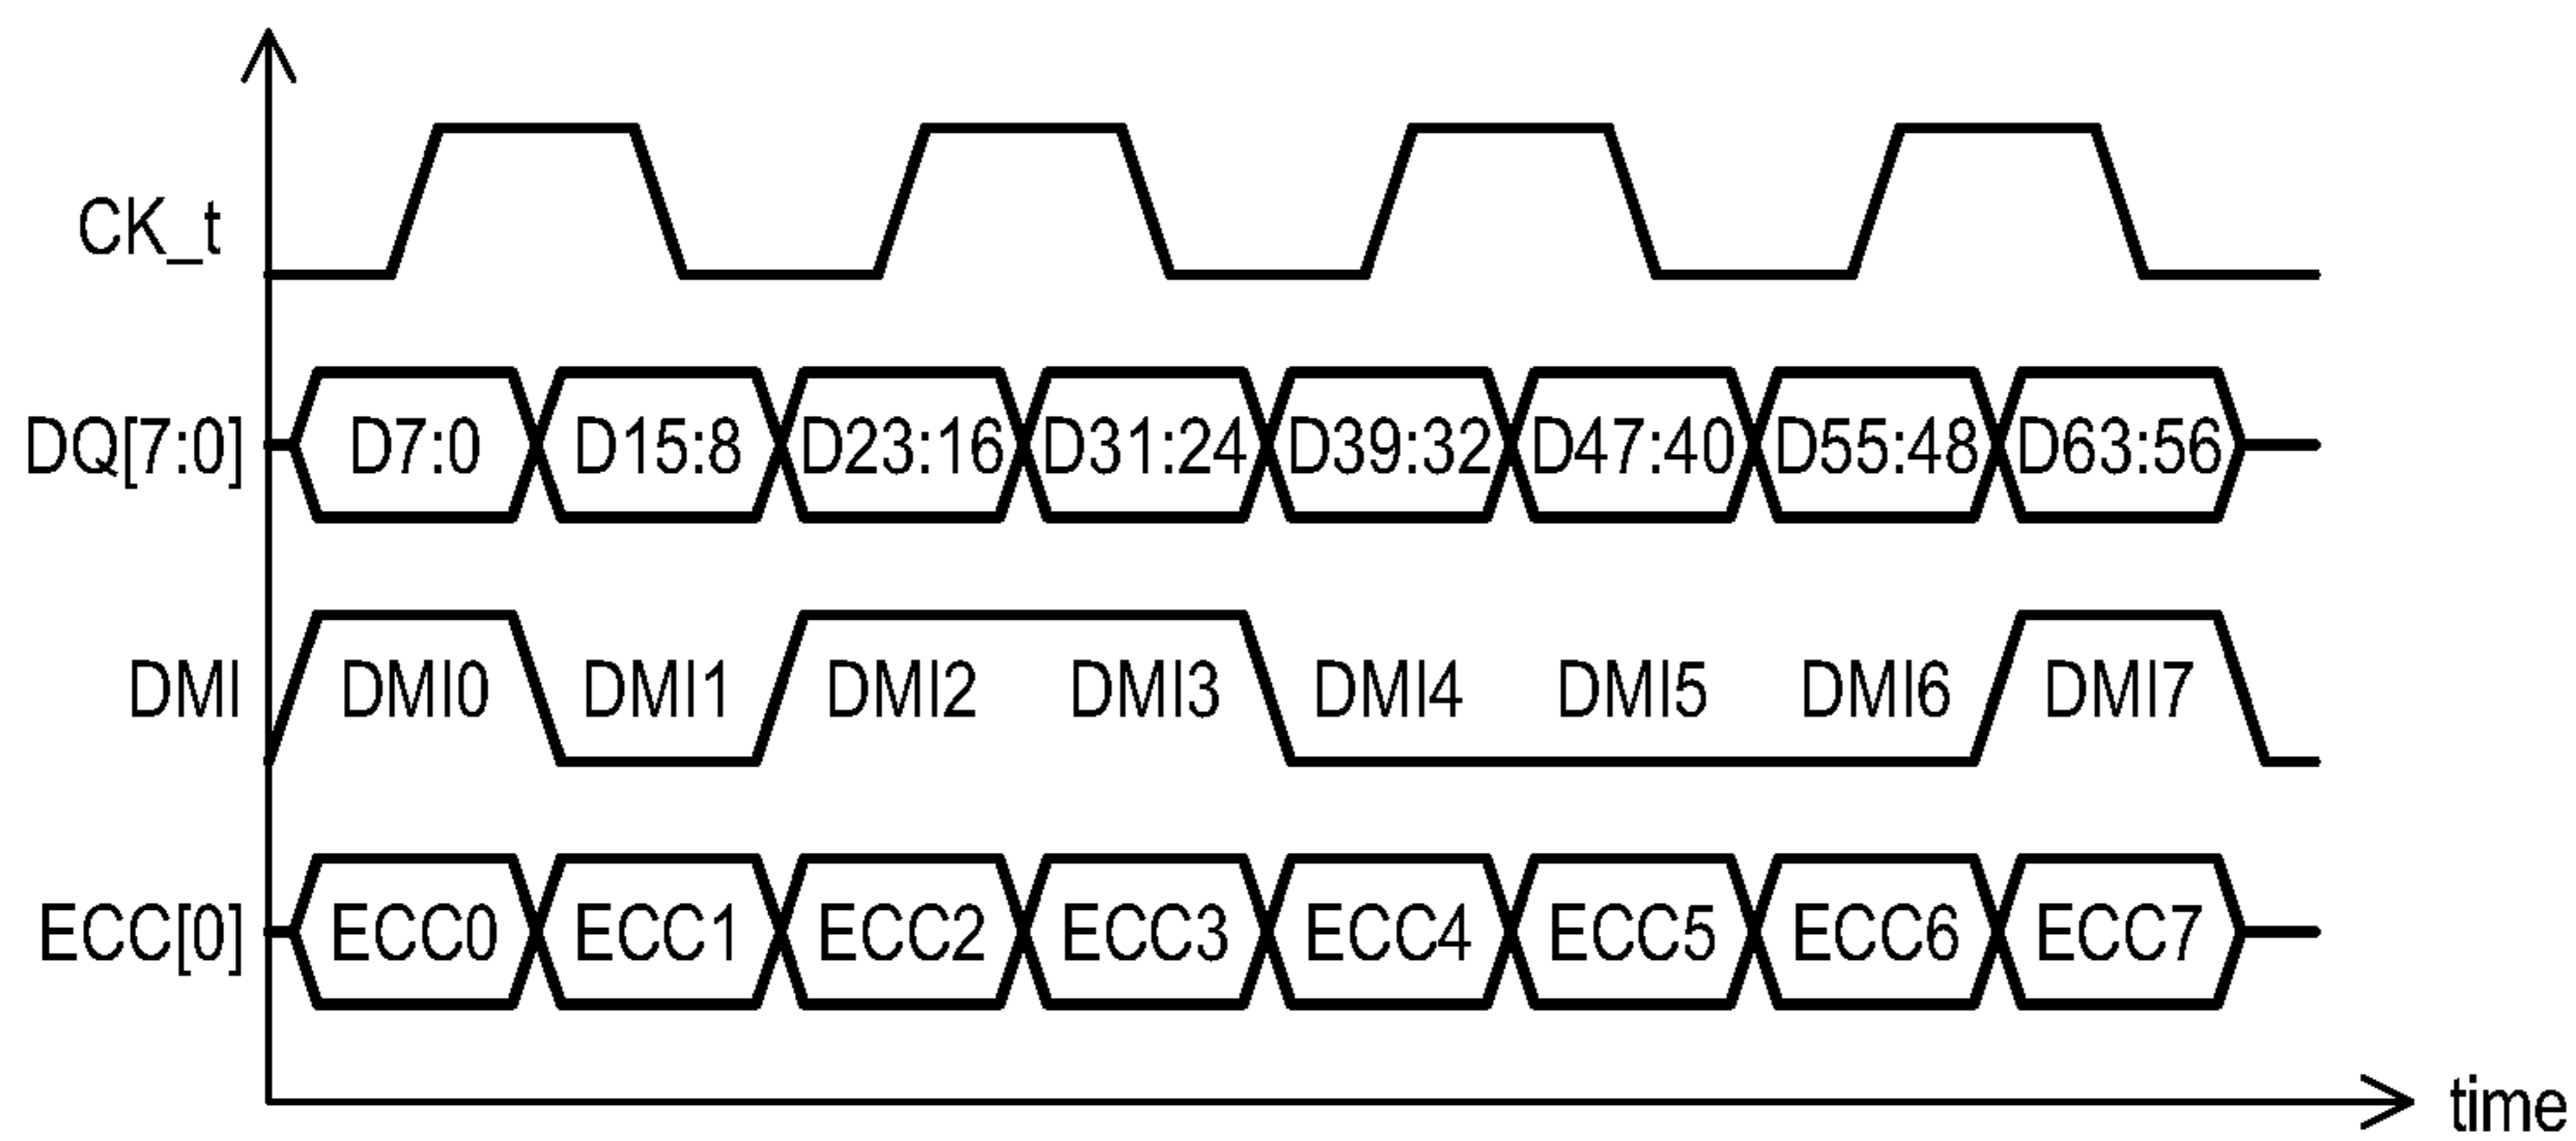 CK_t
DQ[7:0] D7:0 D15:8 D23:16 D31:24 D39:32 D47:40 D55:48 D63:56
DMI DMI0 DMI1 DMI2 DMI3 DMI4 DMI5 DMI6 DMI7
ECC[0] ECC0 ECC1 ECC2 ECC3 ECC4 ECC5 ECC6 ECC7
time